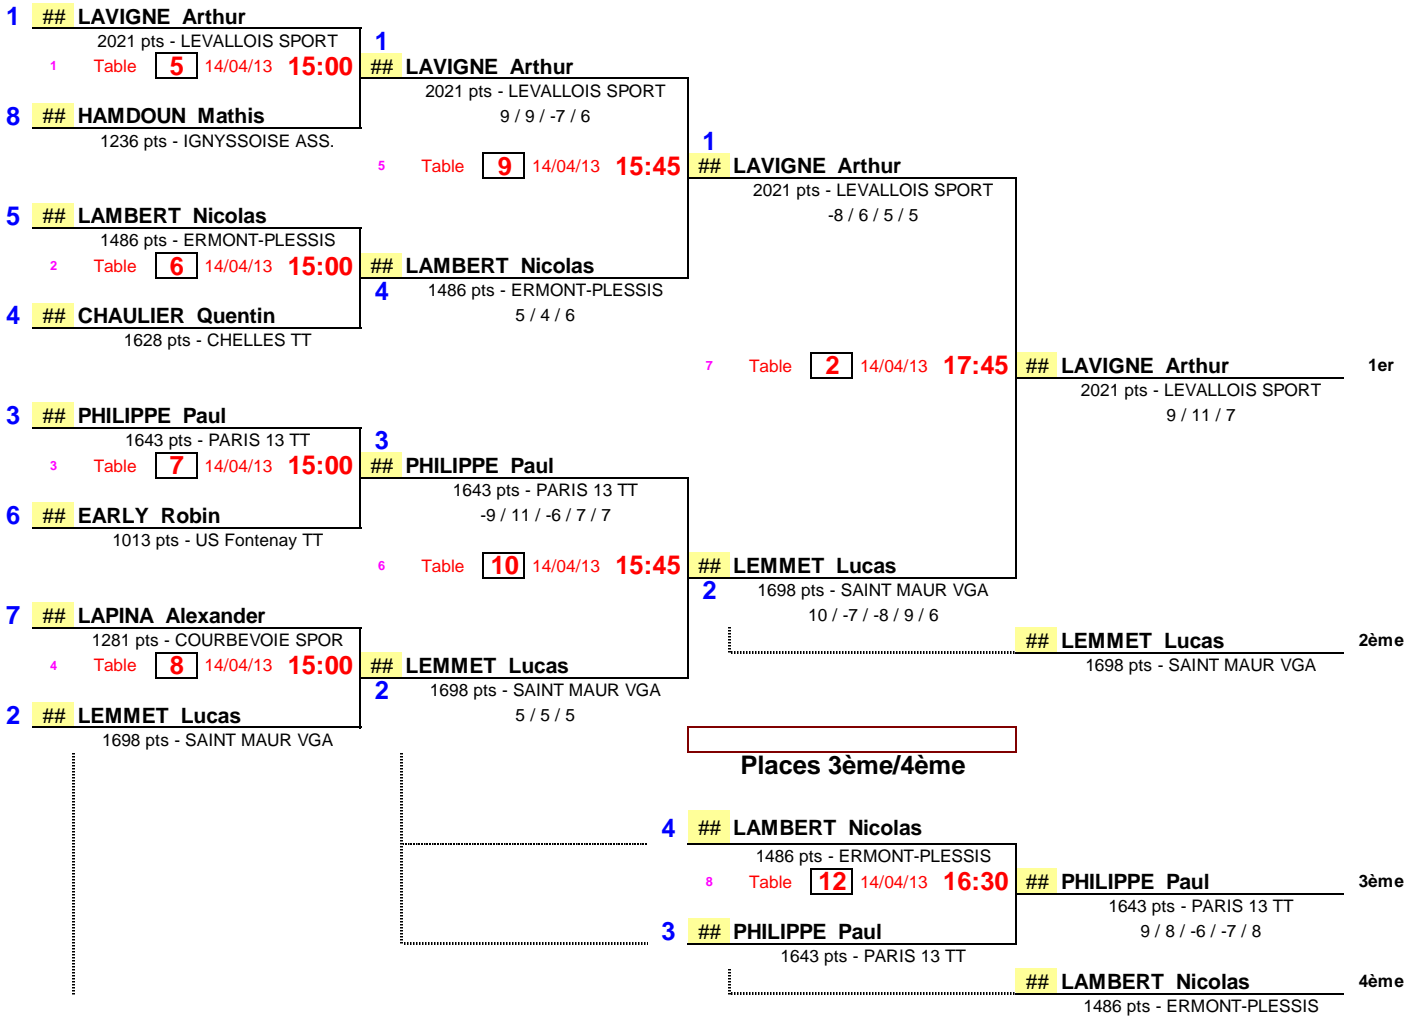 1 ## LAVIGNE Arthur
2021 pts - LEVALLOIS SPORT
1 Table 5 14/04/13 15:00
8 ## HAMDOUN Mathis
1236 pts - IGNYSSOISE ASS.
5 ## LAMBERT Nicolas
1486 pts - ERMONT-PLESSIS
2 Table 6 14/04/13 15:00
4 ## CHAULIER Quentin
1628 pts - CHELLES TT
3 ## PHILIPPE Paul
1643 pts - PARIS 13 TT
3 Table 7 14/04/13 15:00
6 ## EARLY Robin
1013 pts - US Fontenay TT
7 ## LAPINA Alexander
1281 pts - COURBEVOIE SPOR
4 Table 8 14/04/13 15:00
2 ## LEMMET Lucas
1698 pts - SAINT MAUR VGA
1
## LAVIGNE Arthur
2021 pts - LEVALLOIS SPORT
9 / 9 / -7 / 6
5 Table 9 14/04/13 15:45
## LAMBERT Nicolas
4
1486 pts - ERMONT-PLESSIS
5 / 4 / 6
3
## PHILIPPE Paul
1643 pts - PARIS 13 TT
-9 / 11 / -6 / 7 / 7
6 Table 10 14/04/13 15:45
## LEMMET Lucas
2
1698 pts - SAINT MAUR VGA
5 / 5 / 5
1
## LAVIGNE Arthur
2021 pts - LEVALLOIS SPORT
-8 / 6 / 5 / 5
7 Table 2 14/04/13 17:45
## LEMMET Lucas
2
1698 pts - SAINT MAUR VGA
10 / -7 / -8 / 9 / 6
## LAVIGNE Arthur 1er
2021 pts - LEVALLOIS SPORT
9 / 11 / 7
## LEMMET Lucas 2ème
1698 pts - SAINT MAUR VGA
Places 3ème/4ème
4 ## LAMBERT Nicolas
1486 pts - ERMONT-PLESSIS
8 Table 12 14/04/13 16:30
3 ## PHILIPPE Paul
1643 pts - PARIS 13 TT
## PHILIPPE Paul 3ème
1643 pts - PARIS 13 TT
9 / 8 / -6 / -7 / 8
## LAMBERT Nicolas 4ème
1486 pts - ERMONT-PLESSIS